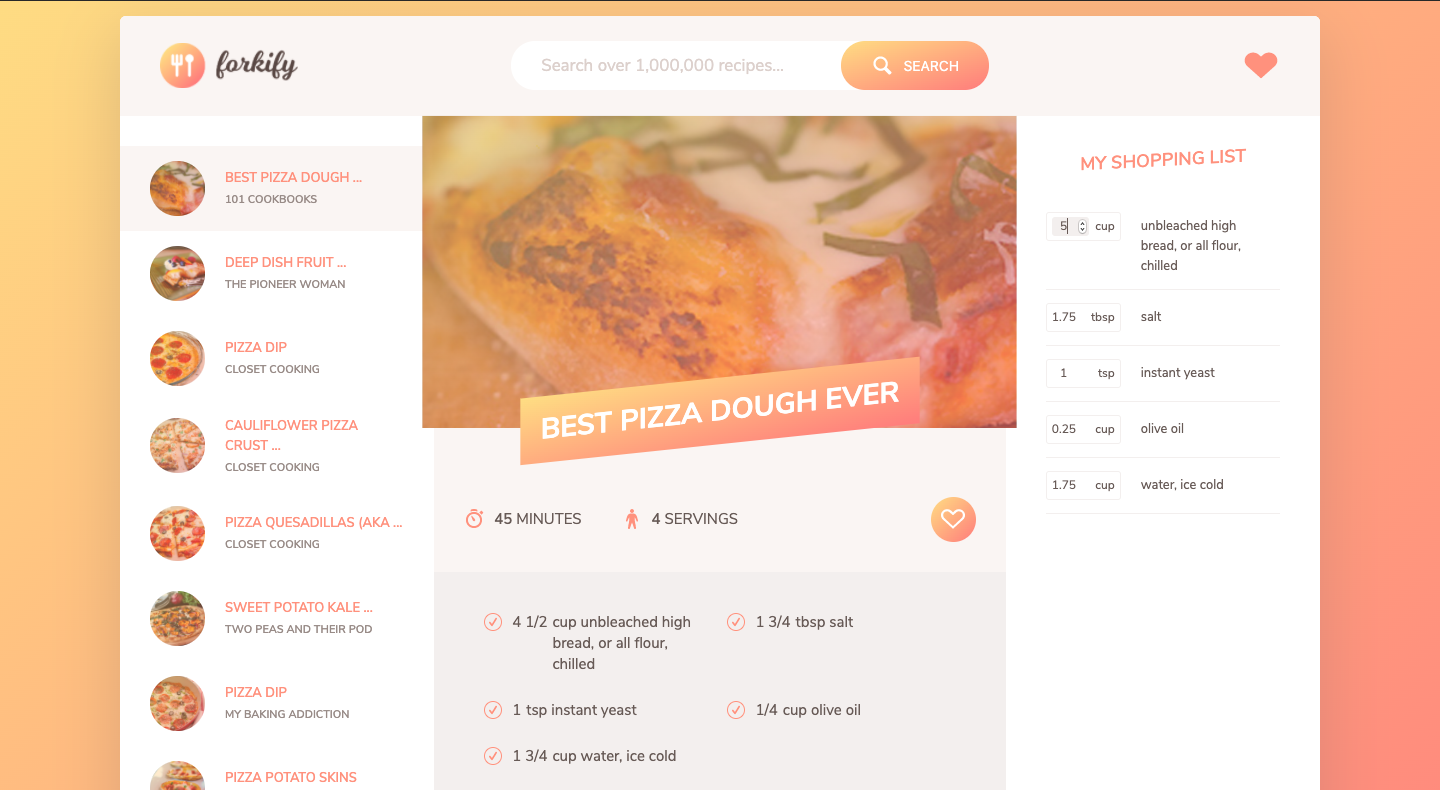 forkify
Search over 1,000,000 recipes...
SEARCH
BEST PIZZA DOUGH ...
101 COOKBOOKS
DEEP DISH FRUIT ...
THE PIONEER WOMAN
PIZZA DIP
CLOSET COOKING
CAULIFLOWER PIZZA
CRUST ...
CLOSET COOKING
PIZZA QUESADILLAS (AKA ...
CLOSET COOKING
SWEET POTATO KALE ...
TWO PEAS AND THEIR POD
PIZZA DIP
MY BAKING ADDICTION
PIZZA POTATO SKINS
BEST PIZZA DOUGH EVER
45 MINUTES
4 SERVINGS
4 1/2 cup unbleached high
bread, or all flour,
chilled
1 3/4 tbsp salt
1 tsp instant yeast
1/4 cup olive oil
1 3/4 cup water, ice cold
MY SHOPPING LIST
5 cup unbleached high
bread, or all flour,
chilled
1.75 tbsp salt
1 tsp instant yeast
0.25 cup olive oil
1.75 cup water, ice cold